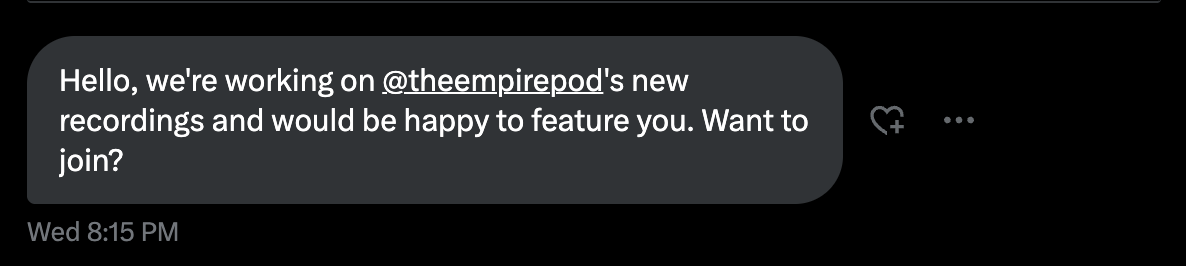 Hello, we're working on @theempirepod's new
recordings and would be happy to feature you. Want to
join?
Wed 8:15 PM